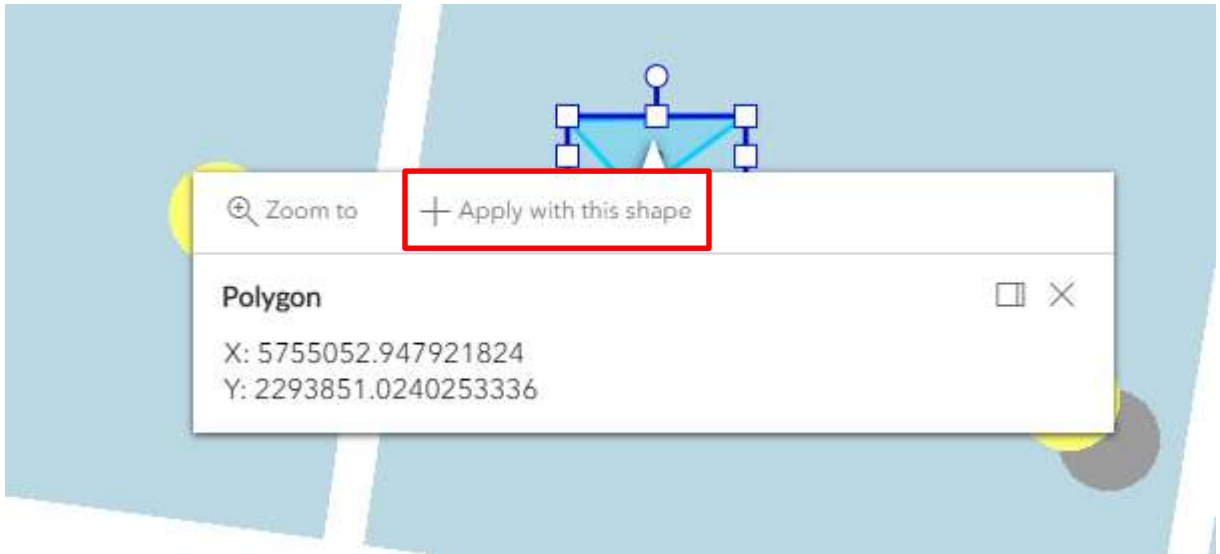 Zoom to
Apply with this shape
Polygon
X: 5755052.947921824
Y: 2293851.0240253336